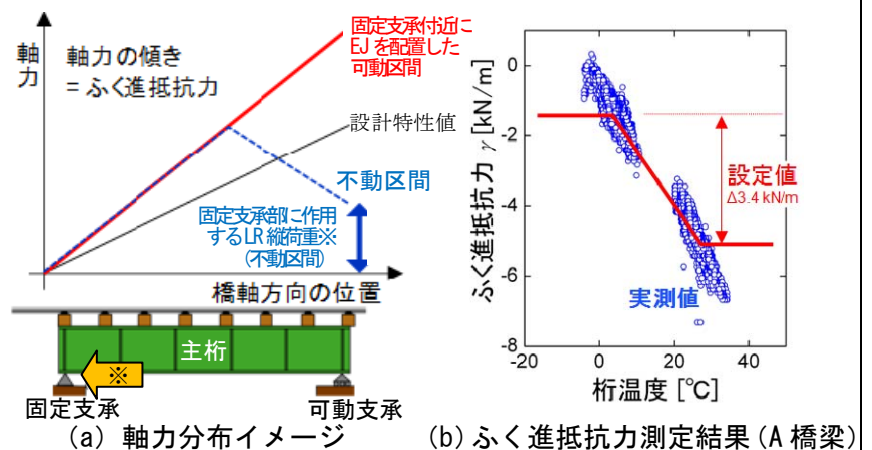 軸力
軸力の傾き
=ふく進抵抗力
固定支承付近に
EJを配置した
可動区間
設計特性値
不動区間
固定支承部に作用
するLR縦荷重※
(不動区間)
橋軸方向の位置
主桁
※
固定支承
可動支承
(a) 軸力分布イメージ
ふく進抵抗力 γ [kN/m]
0
-2
-4
-6
-8
設定値
Δ3.4 kN/m
実測値
-20
0
20
40
桁温度 [℃]
(b) ふく進抵抗力測定結果(A橋梁)